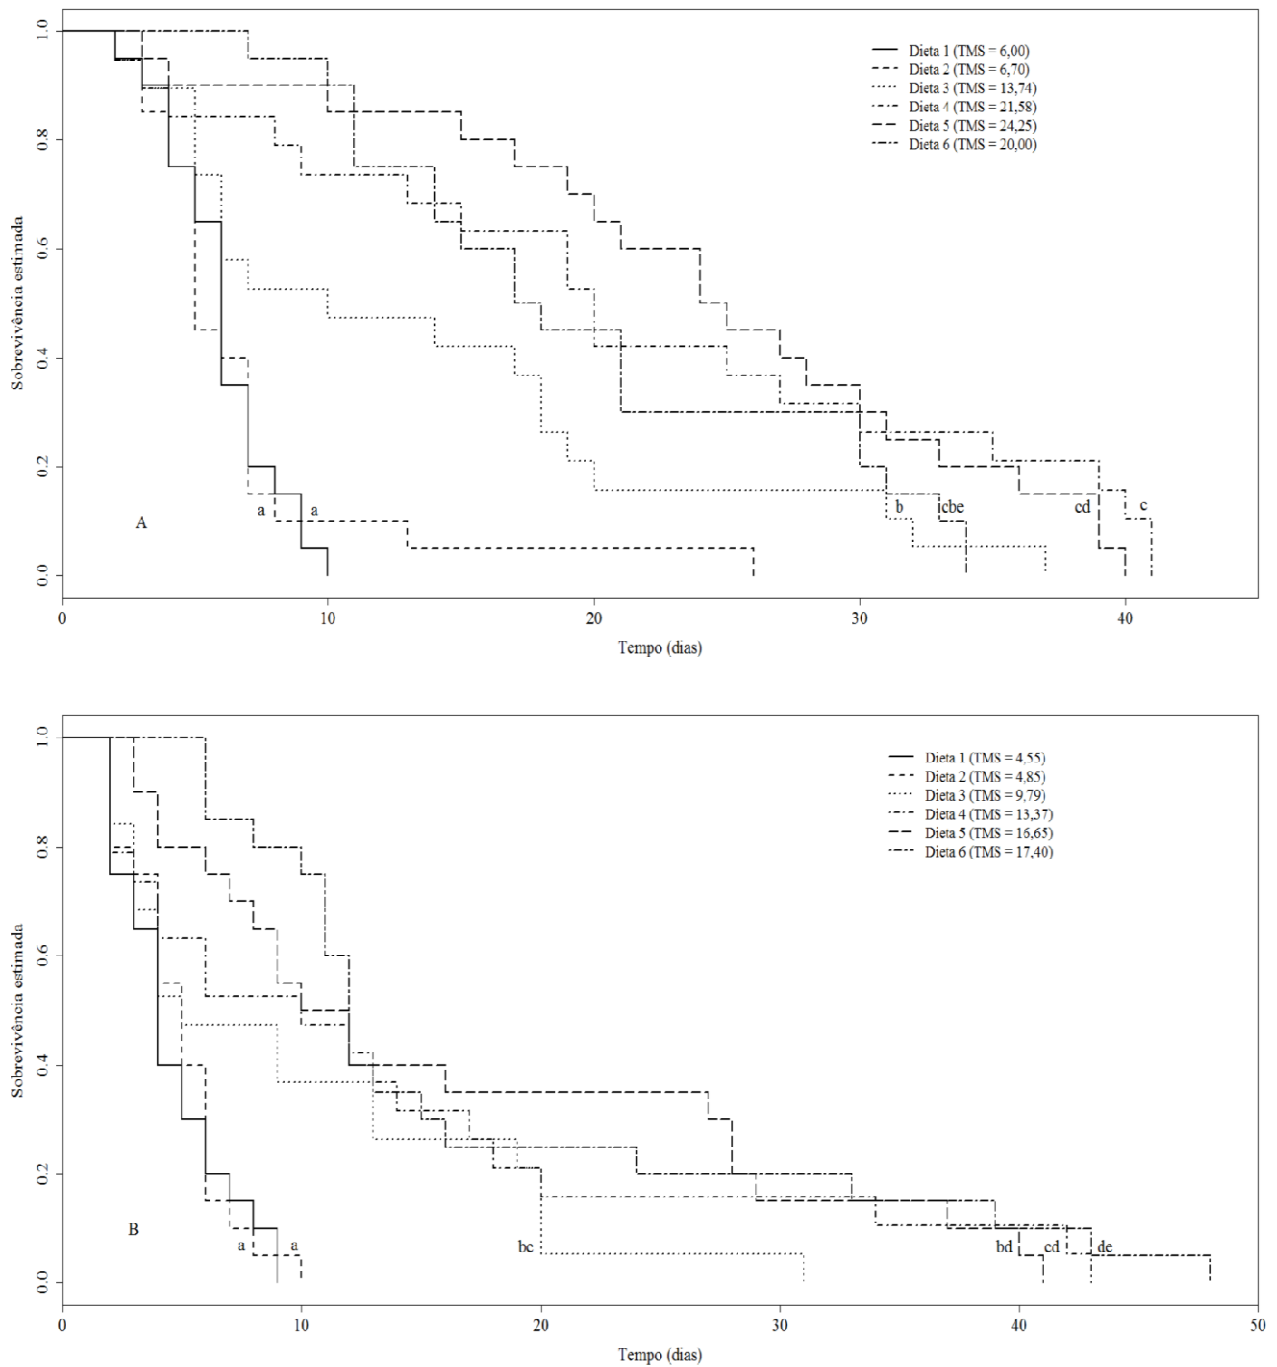 Dieta 1 (TMS = 6,00)
Dieta 2 (TMS = 6,70)
Dieta 3 (TMS = 13,74)
Dieta 4 (TMS = 21,58)
Dieta 5 (TMS = 24,25)
Dieta 6 (TMS = 20,00)
Sobrevivência estimada
1.0
0.8
0.6
0.4
0.2
0.0
A
a
a
b
cbe
cd
c
0
10
20
30
40
Tempo (dias)
Dieta 1 (TMS = 4,55)
Dieta 2 (TMS = 4,85)
Dieta 3 (TMS = 9,79)
Dieta 4 (TMS = 13,37)
Dieta 5 (TMS = 16,65)
Dieta 6 (TMS = 17,40)
Sobrevivência estimada
1.0
0.8
0.6
0.4
0.2
0.0
B
a
a
bc
bd
cd
de
0
10
20
30
40
50
Tempo (dias)